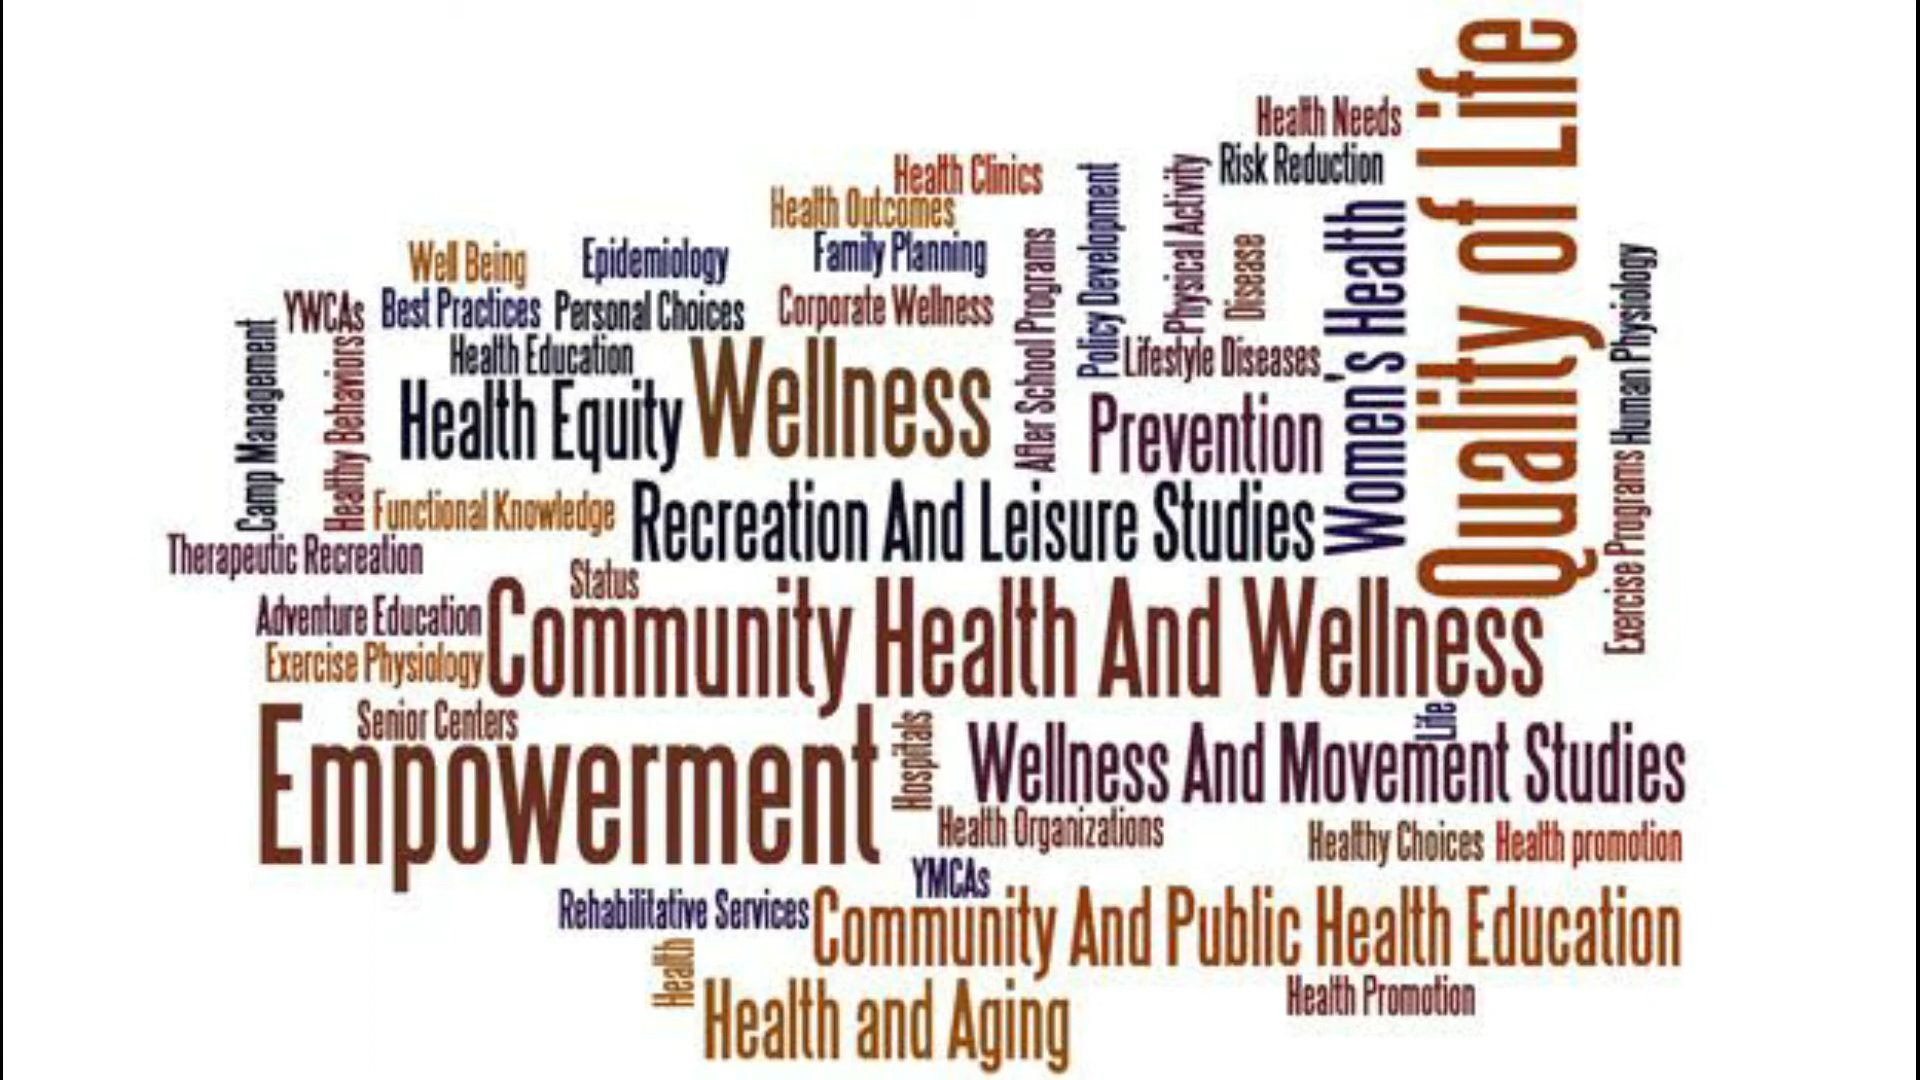 Quality of Life
Health Needs
Risk Reduction
Health Clinics
Health Outcomes
Family Planning
Corporate Wellness
Policy Development
Physical Activity
Disease
Women's Health
After School Programs
Lifestyle Diseases
Well Being
Epidemiology
YWCAs
Best Practices
Personal Choices
Health Education
Camp Management
Healthy Behaviors
Health Equity
Wellness
Prevention
Human Physiology
Exercise Programs
Functional Knowledge
Recreation And Leisure Studies
Therapeutic Recreation
Status
Adventure Education
Community Health And Wellness
Exercise Physiology
Senior Centers
Empowerment
Hospitals
Life
Wellness And Movement Studies
Health Organizations
Healthy Choices
Health promotion
YMCAs
Rehabilitative Services
Community And Public Health Education
Health
Health and Aging
Health Promotion